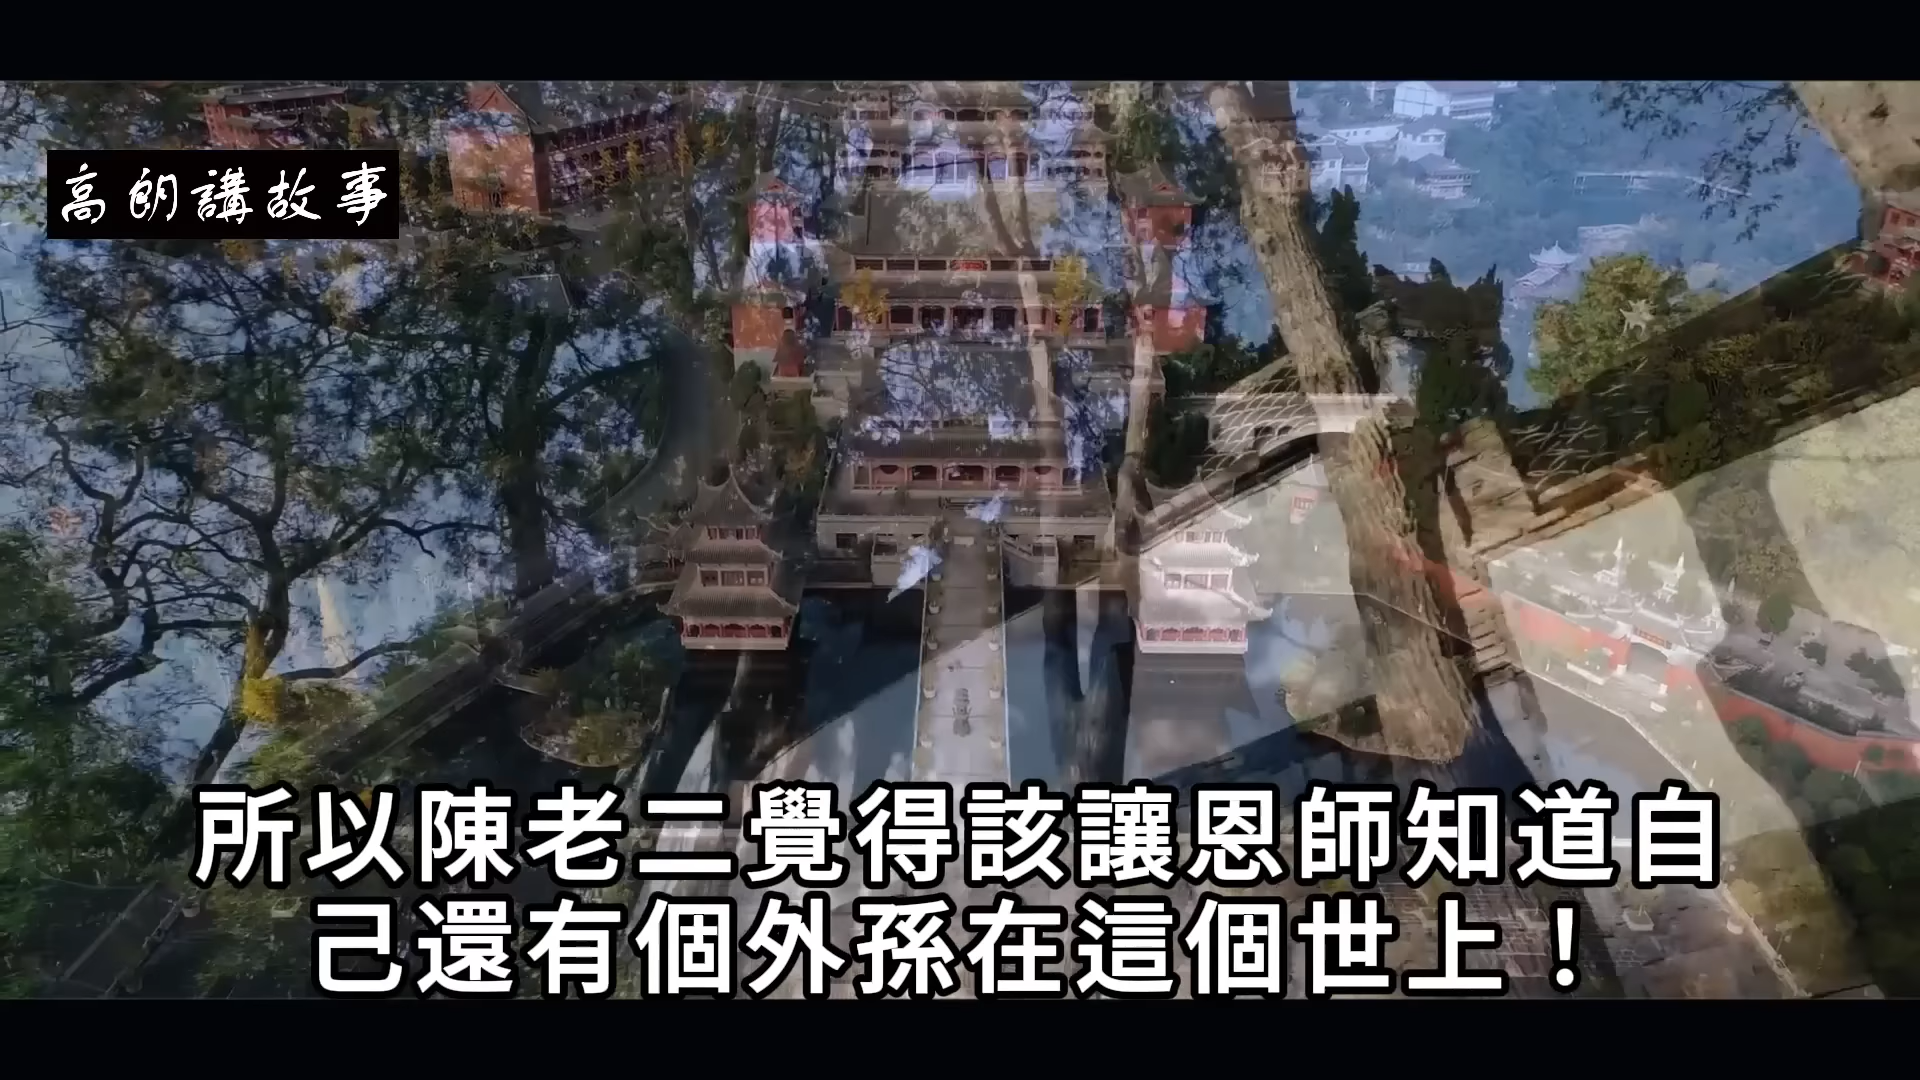 高朗講故事
所以陳老二覺得該讓恩師知道自
己還有個外孫在這個世上！